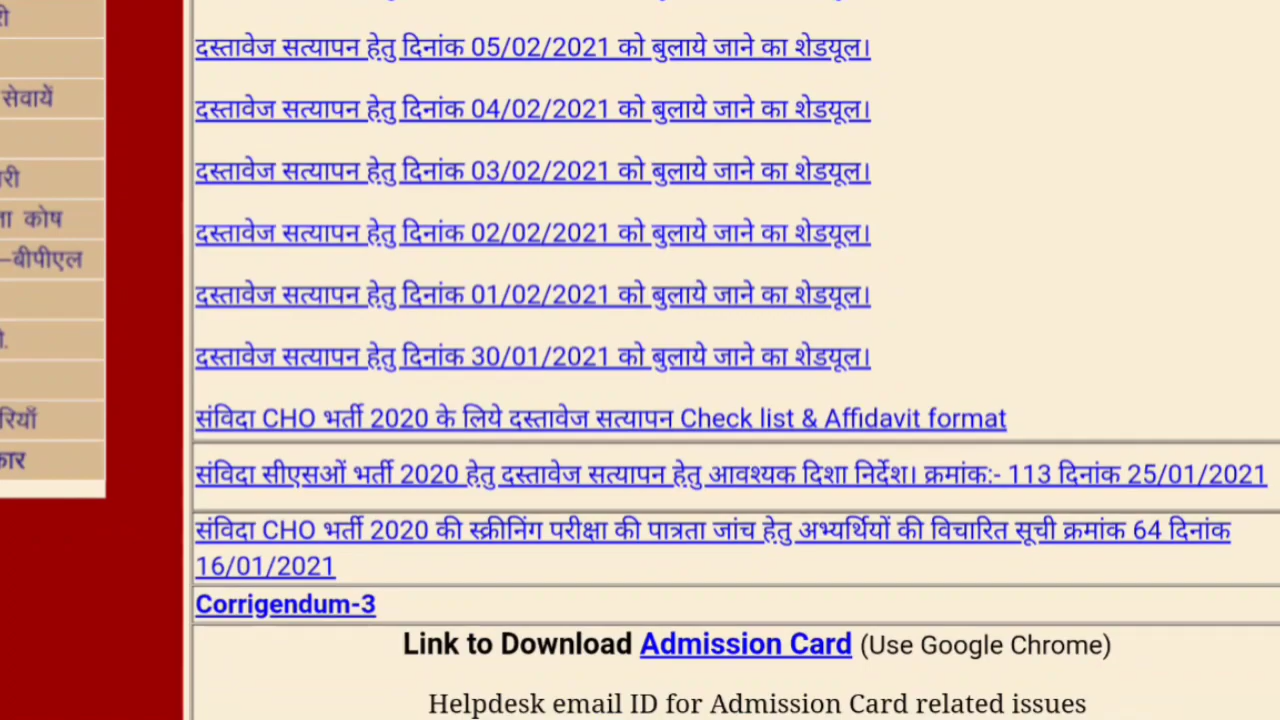 री
सेवायें
ारी
ता कोष
–बीपीएल
रियाँ
कार
दस्तावेज सत्यापन हेतु दिनांक 05/02/2021 को बुलाये जाने का शेडयूल।
दस्तावेज सत्यापन हेतु दिनांक 04/02/2021 को बुलाये जाने का शेडयूल।
दस्तावेज सत्यापन हेतु दिनांक 03/02/2021 को बुलाये जाने का शेडयूल।
दस्तावेज सत्यापन हेतु दिनांक 02/02/2021 को बुलाये जाने का शेडयूल।
दस्तावेज सत्यापन हेतु दिनांक 01/02/2021 को बुलाये जाने का शेडयूल।
दस्तावेज सत्यापन हेतु दिनांक 30/01/2021 को बुलाये जाने का शेडयूल।
संविदा CHO भर्ती 2020 के लिये दस्तावेज सत्यापन Check list & Affidavit format
संविदा सीएसओं भर्ती 2020 हेतु दस्तावेज सत्यापन हेतु आवश्यक दिशा निर्देश। क्रमांक:- 113 दिनांक 25/01/2021
संविदा CHO भर्ती 2020 की स्क्रीनिंग परीक्षा की पात्रता जांच हेतु अभ्यर्थियों की विचारित सूची क्रमांक 64 दिनांक
16/01/2021
Corrigendum-3
Link to Download Admission Card (Use Google Chrome)
Helpdesk email ID for Admission Card related issues